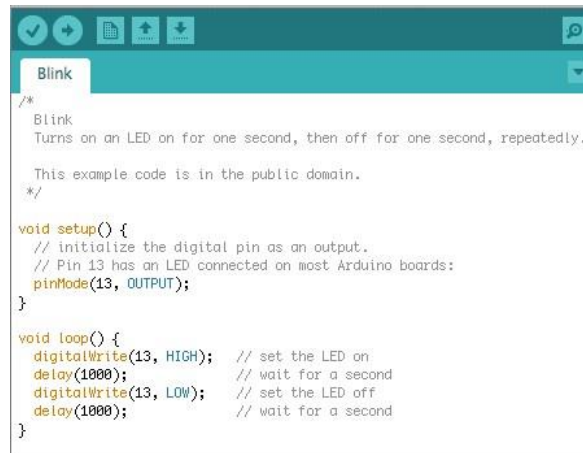 Blink
/*
  Blink
  Turns on an LED on for one second, then off for one second, repeatedly.

  This example code is in the public domain.
 */

void setup() {
  // initialize the digital pin as an output.
  // Pin 13 has an LED connected on most Arduino boards:
  pinMode(13, OUTPUT);
}

void loop() {
  digitalWrite(13, HIGH);   // set the LED on
  delay(1000);              // wait for a second
  digitalWrite(13, LOW);    // set the LED off
  delay(1000);              // wait for a second
}